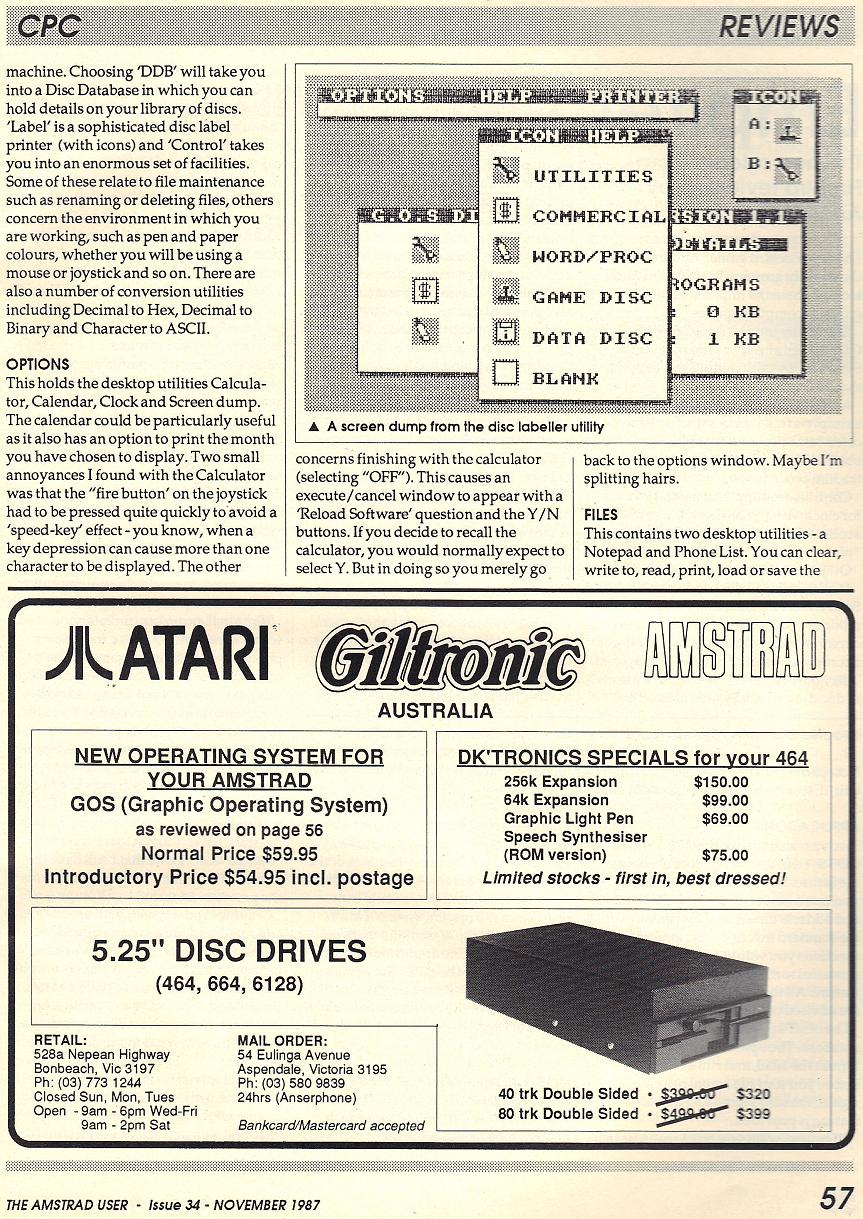 CPC
REVIEWS
machine. Choosing 'DDB' will take you
into a Disc Database in which you can
hold details on your library of discs.
'Label' is a sophisticated disc label
printer (with icons) and 'Control' takes
you into an enormous set of facilities.
Some of these relate to file maintenance
such as renaming or deleting files, others
concern the environment in which you
are working, such as pen and paper
colours, whether you will be using a
mouse or joystick and so on. There are
also a number of conversion utilities
including Decimal to Hex, Decimal to
Binary and Character to ASCII.
OPTIONS
This holds the desktop utilities Calcula-
tor, Calendar, Clock and Screen dump.
The calendar could be particularly useful
as it also has an option to print the month
you have chosen to display. Two small
annoyances I found with the Calculator
was that the "fire button' on the joystick
had to be pressed quite quickly to avoid a
'speed-key' effect - you know, when a
key depression can cause more than one
character to be displayed. The other
OPTIONS HELP PRINTER
ICON
A:
B:
ICON HELP
UTILITIES
COMMERCIAL
WORD/PROC
GAME DISC
DATA DISC
BLANK
G.O.S DI
RSION 1.1
DETAILS
ROGRAMS
: 0 KB
: 1 KB
▲ A screen dump from the disc labeller utility
concerns finishing with the calculator
(selecting "OFF"). This causes an
execute/cancel window to appear with a
'Reload Software' question and the Y/N
buttons. If you decide to recall the
calculator, you would normally expect to
select Y. But in doing so you merely go
back to the options window. Maybe I'm
splitting hairs.
FILES
This contains two desktop utilities - a
Notepad and Phone List. You can clear,
write to, read, print, load or save the
ATARI
Giltronic
AMSTRAD
AUSTRALIA
NEW OPERATING SYSTEM FOR
YOUR AMSTRAD
GOS (Graphic Operating System)
as reviewed on page 56
Normal Price $59.95
Introductory Price $54.95 incl. postage
DK'TRONICS SPECIALS for your 464
256k Expansion $150.00
64k Expansion $99.00
Graphic Light Pen $69.00
Speech Synthesiser
(ROM version) $75.00
Limited stocks - first in, best dressed!
5.25" DISC DRIVES
(464, 664, 6128)
RETAIL:
528a Nepean Highway
Bonbeach, Vic 3197
Ph: (03) 773 1244
Closed Sun, Mon, Tues
Open - 9am - 6pm Wed-Fri
9am - 2pm Sat
MAIL ORDER:
54 Eulinga Avenue
Aspendale, Victoria 3195
Ph: (03) 580 9839
24hrs (Anserphone)
Bankcard/Mastercard accepted
40 trk Double Sided • $399.00 $320
80 trk Double Sided • $499.00 $399
THE AMSTRAD USER - Issue 34 - NOVEMBER 1987
57